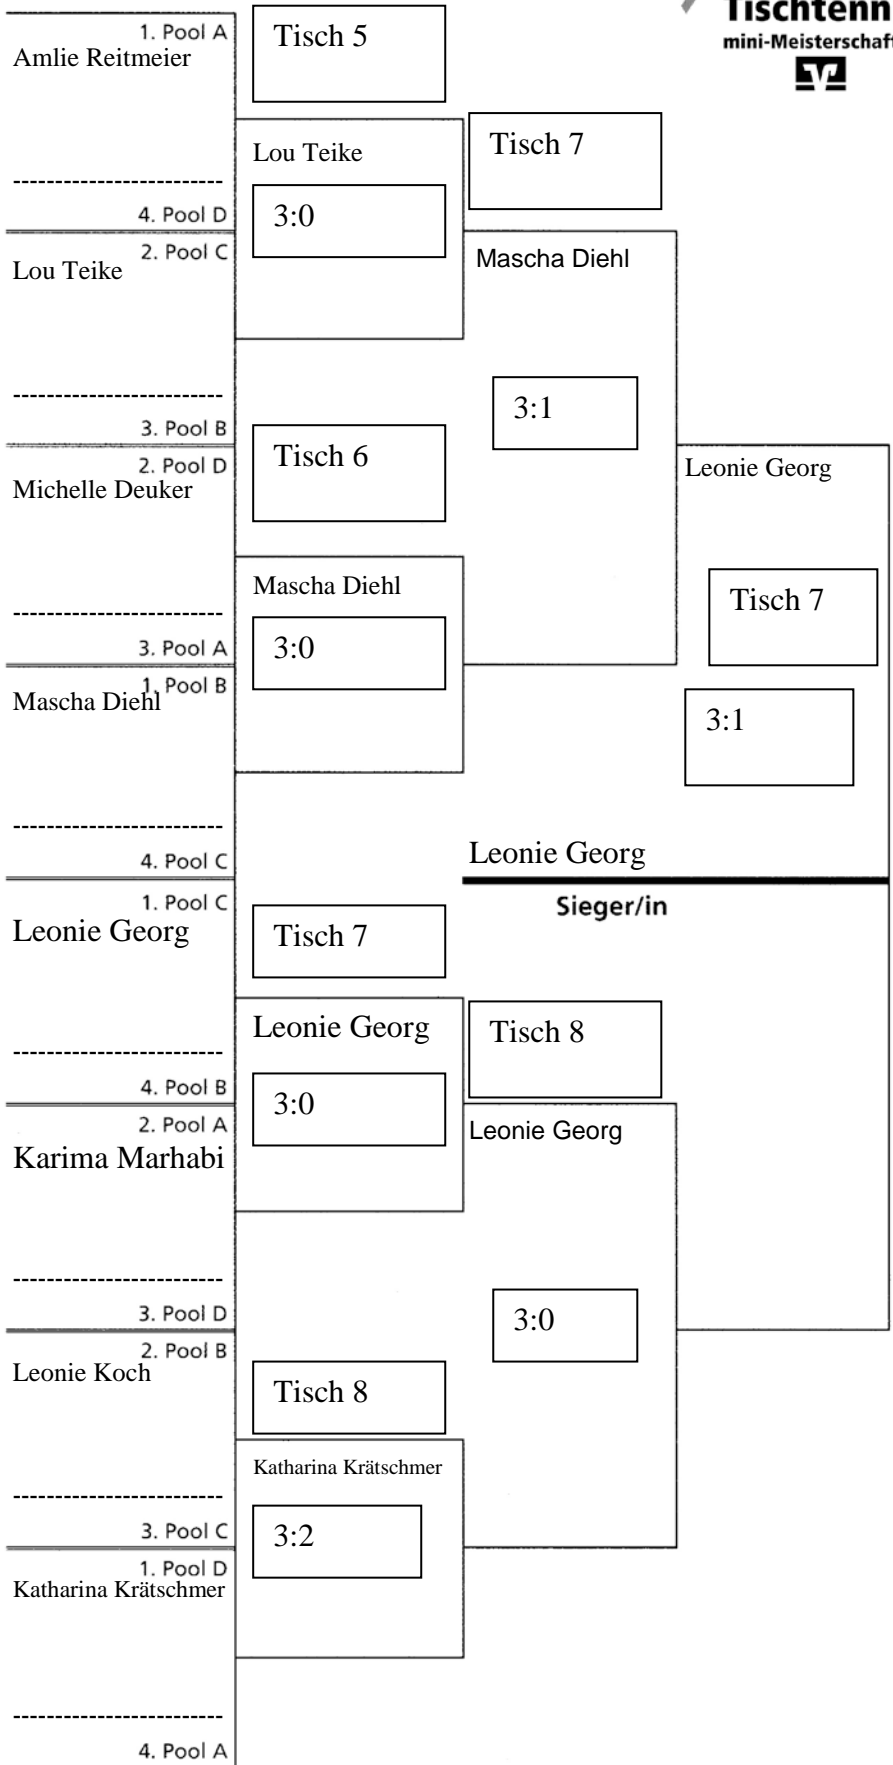 Tischtenn
mini-Meisterschaft
1. Pool A
Amlie Reitmeier
Tisch 5
Lou Teike
Tisch 7
4. Pool D
3:0
2. Pool C
Lou Teike
Mascha Diehl
3:1
3. Pool B
Tisch 6
2. Pool D
Michelle Deuker
Leonie Georg
Mascha Diehl
Tisch 7
3. Pool A
3:0
1. Pool B
Mascha Diehl
3:1
4. Pool C
Leonie Georg
1. Pool C
Sieger/in
Leonie Georg
Tisch 7
Leonie Georg
Tisch 8
4. Pool B
3:0
2. Pool A
Leonie Georg
Karima Marhabi
3. Pool D
3:0
2. Pool B
Leonie Koch
Tisch 8
Katharina Krätschmer
3. Pool C
3:2
1. Pool D
Katharina Krätschmer
4. Pool A